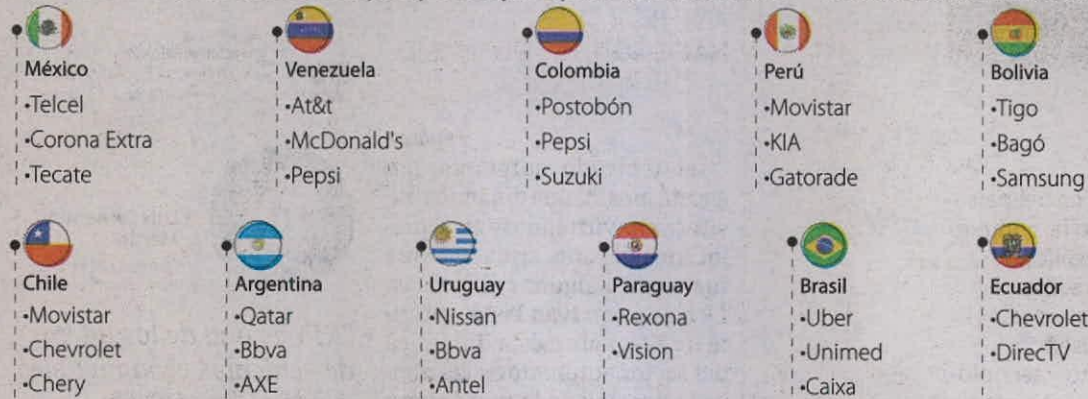 México
•Telcel
•Corona Extra
•Tecate
Venezuela
•At&t
•McDonald's
•Pepsi
Colombia
•Postobón
•Pepsi
•Suzuki
Perú
•Movistar
•KIA
•Gatorade
Bolivia
•Tigo
•Bagó
•Samsung
Chile
•Movistar
•Chevrolet
•Chery
Argentina
•Qatar
•Bbva
•AXE
Uruguay
•Nissan
•Bbva
•Antel
Paraguay
•Rexona
•Vision
Brasil
•Uber
•Unimed
•Caixa
Ecuador
•Chevrolet
•DirecTV